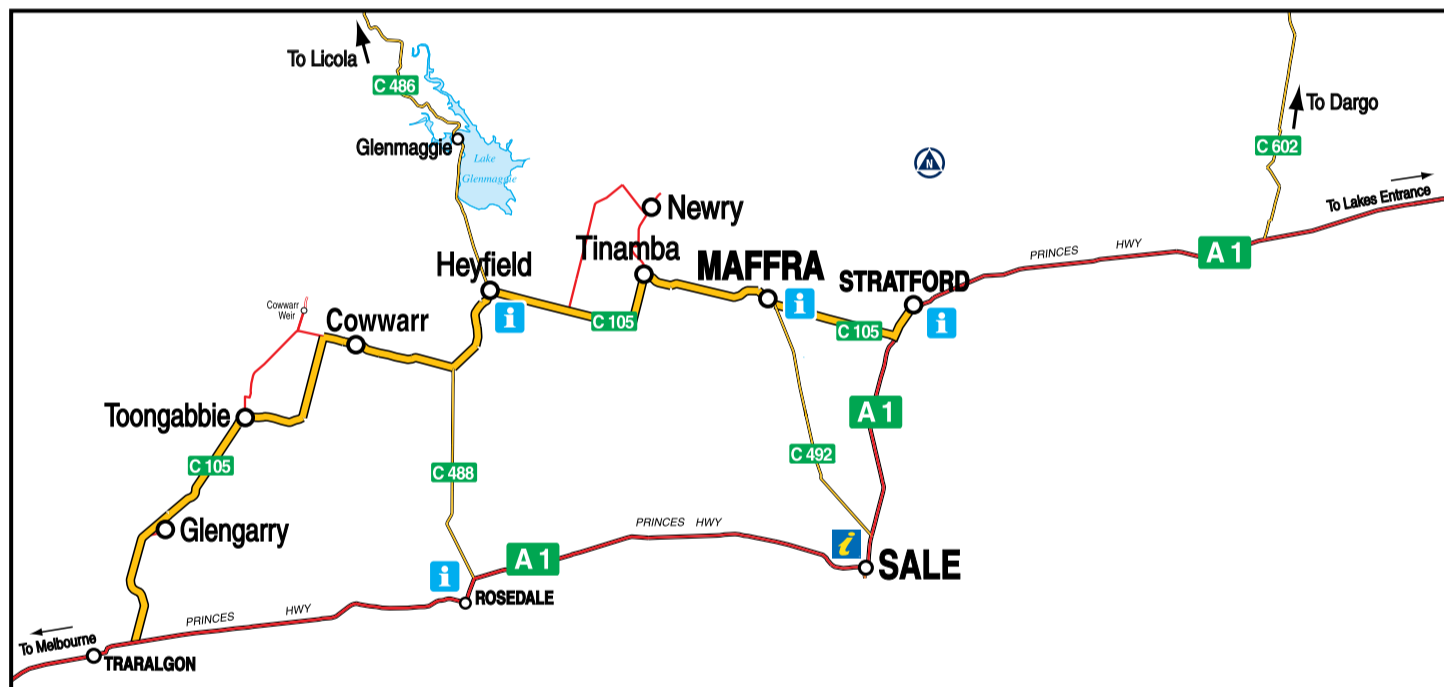 To Licola
C 486
To Dargo
Glenmaggie
C 602
Lake
Glenmaggie
N
To Lakes Entrance
Newry
PRINCES HWY
A 1
Tinamba
Heyfield
MAFFRA
STRATFORD
i
i
i
Cowwarr
Weir
Cowwarr
C 105
C 105
Toongabbie
A 1
C 105
C 488
C 492
Glengarry
PRINCES HWY
i
A 1
SALE
i
ROSEDALE
PRINCES HWY
To Melbourne
TRARALGON